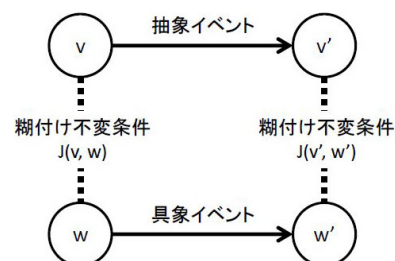 抽象イベント
v
v'
糊付け不変条件
J(v, w)
糊付け不変条件
J(v', w')
具象イベント
w
w'